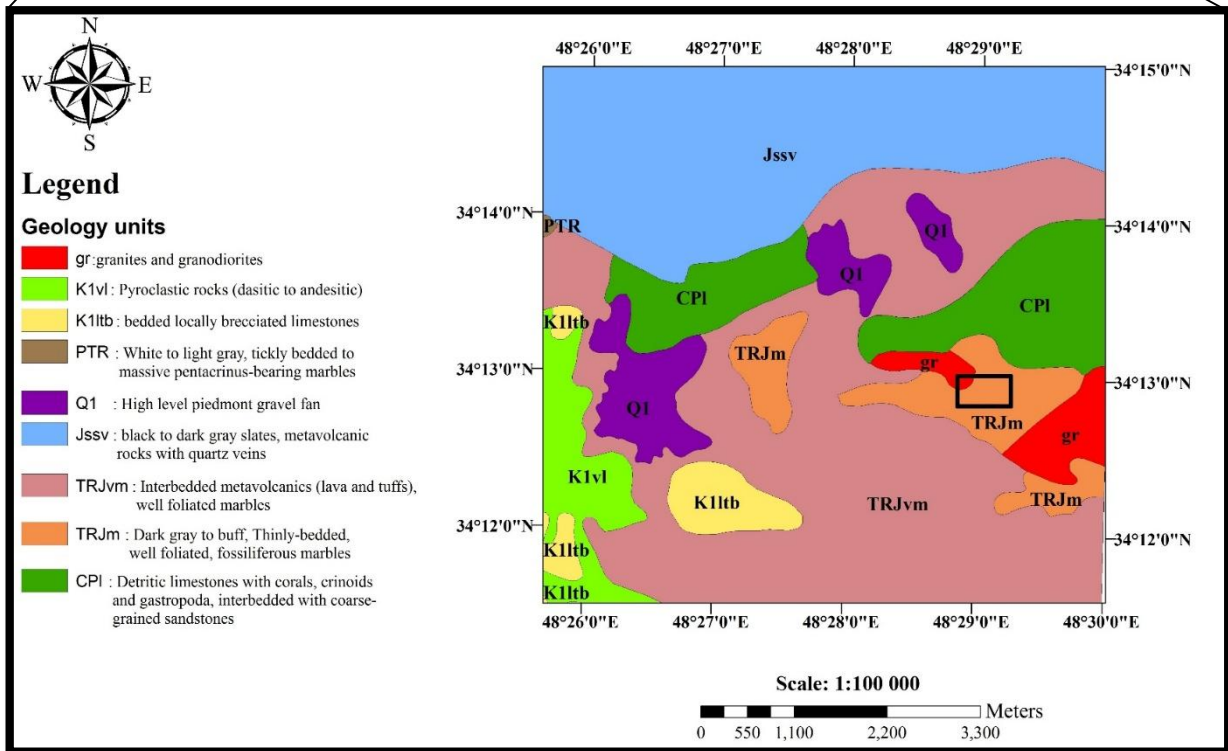 N
W E
S
Legend
Geology units
gr :granites and granodiorites
K1vl : Pyroclastic rocks (dasitic to andesitic)
K1ltb : bedded locally brecciated limestones
PTR : White to light gray, tickly bedded to
massive pentacrinus-bearing marbles
Q1 : High level piedmont gravel fan
Jssv : black to dark gray slates, metavolcanic
rocks with quartz veins
TRJvm : Interbedded metavolcanics (lava and tuffs),
well foliated marbles
TRJm : Dark gray to buff, Thinly-bedded,
well foliated, fossiliferous marbles
CPl : Detritic limestones with corals, crinoids
and gastropoda, interbedded with coarse-
grained sandstones
48°26'0"E 48°27'0"E 48°28'0"E 48°29'0"E
34°15'0"N
Jssv
34°14'0"N
PTR
Q1
34°14'0"N
Q1
CPl
CPl
K1ltb
TRJm
gr
34°13'0"N
34°13'0"N
Q1
TRJm
gr
K1vl
K1ltb
TRJvm
TRJm
34°12'0"N
34°12'0"N
K1ltb
K1ltb
48°26'0"E 48°27'0"E 48°28'0"E 48°29'0"E 48°30'0"E
Scale: 1:100 000
Meters
0 550 1,100 2,200 3,300